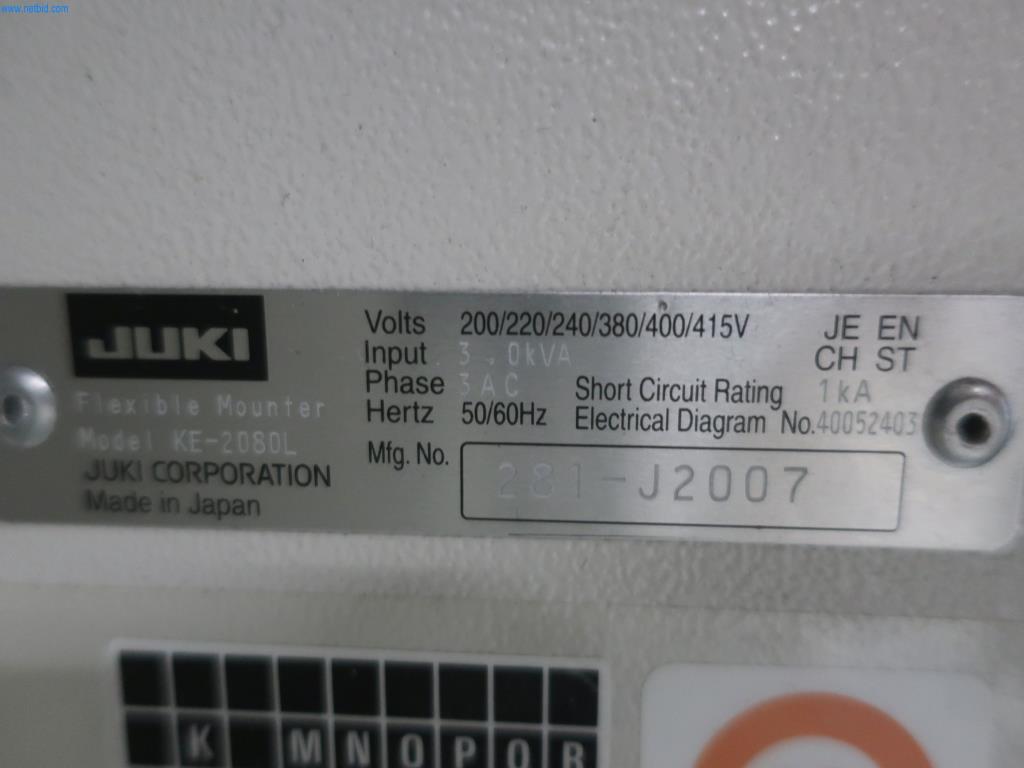 www.netbid.com
JUKI
Flexible Mounter
Model KE-2080L
JUKI CORPORATION
Made in Japan
Volts 200/220/240/380/400/415V
Input 3.0kVA
Phase 3AC
Hertz 50/60Hz
JE EN
CH ST
Short Circuit Rating 1kA
Electrical Diagram No.40052403
Mfg. No. 281-J2007
K MNOPQR